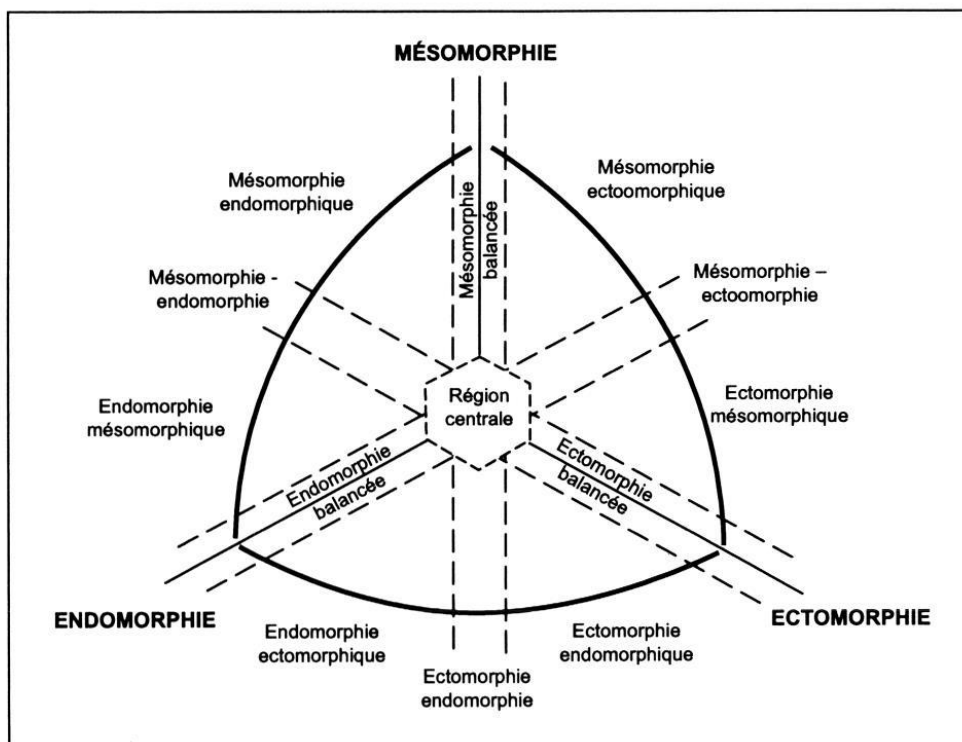 MÉSOMORPHIE
Mésomorphie
endomorphique
Mésomorphie
ectoomorphique
Mésomorphie
balancée
Mésomorphie -
endomorphie
Mésomorphie –
ectoomorphie
Région
centrale
Endomorphie
mésomorphique
Ectomorphie
mésomorphique
Endomorphie
balancée
Ectomorphie
balancée
ENDOMORPHIE
ECTOMORPHIE
Endomorphie
ectomorphique
Ectomorphie
endomorphique
Ectomorphie
endomorphie